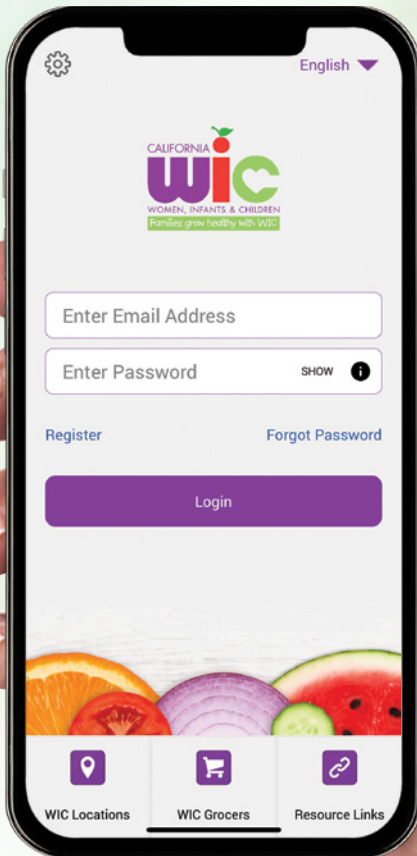 English
CALIFORNIA
WIC
WOMEN, INFANTS & CHILDREN
Families grow healthy with WIC
Enter Email Address
Enter Password SHOW i
Register Forgot Password
Login
WIC Locations WIC Grocers Resource Links